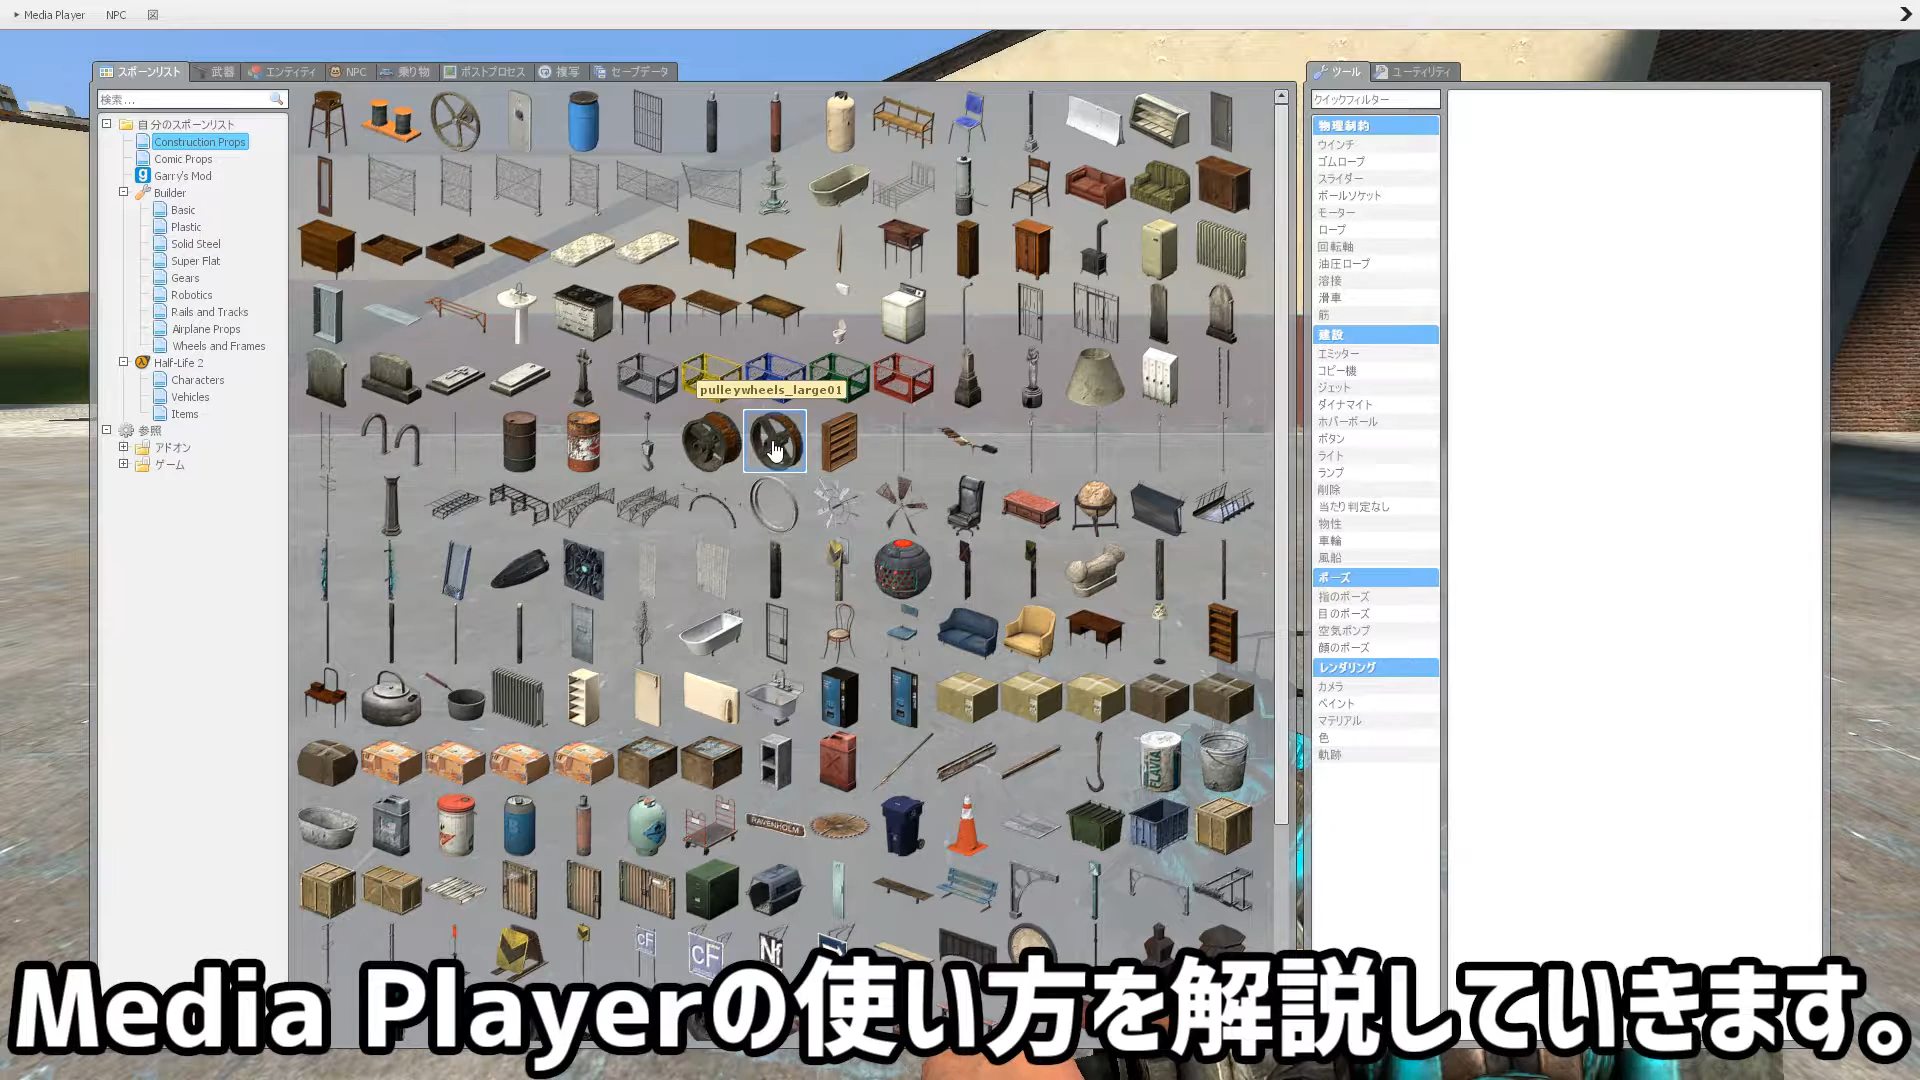 Media Player NPC
スポーンリスト 武器 エンティティ NPC 乗り物 ポストプロセス 複写 セーブデータ
検索...
自分のスポーンリスト
Construction Props
Comic Props
Garry's Mod
Builder
Basic
Plastic
Solid Steel
Super Flat
Gears
Robotics
Rails and Tracks
Airplane Props
Wheels and Frames
Half-Life 2
Characters
Vehicles
Items
参照
アドオン
ゲーム
pulleywheels_large01
RAVENHOLM
FLAVIA
cF
cF
Nf
ツール ユーティリティ
クイックフィルター
物理制約
ウインチ
ゴムロープ
スライダー
ボールソケット
モーター
ロープ
回転軸
油圧ロープ
溶接
滑車
筋
建設
エミッター
コピー機
ジェット
ダイナマイト
ホバーボール
ボタン
ライト
ランプ
削除
当たり判定なし
物性
車輪
風船
ポーズ
指のポーズ
目のポーズ
空気ポンプ
顔のポーズ
レンダリング
カメラ
ペイント
マテリアル
色
軌跡
Media Playerの使い方を解説していきます。